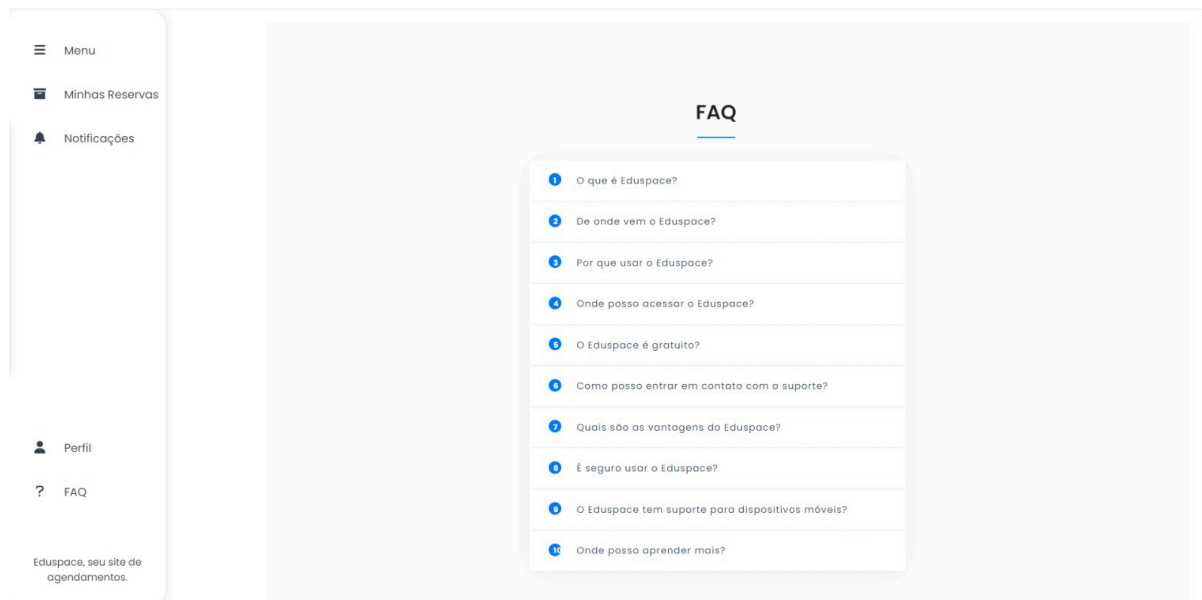 Menu
Minhas Reservas
Notificações
Perfil
? FAQ
Eduspace, seu site de
agendamentos.
FAQ
1 O que é Eduspace?
2 De onde vem o Eduspace?
3 Por que usar o Eduspace?
4 Onde posso acessar o Eduspace?
5 O Eduspace é gratuito?
6 Como posso entrar em contato com o suporte?
7 Quais são as vantagens do Eduspace?
8 É seguro usar o Eduspace?
9 O Eduspace tem suporte para dispositivos móveis?
10 Onde posso aprender mais?